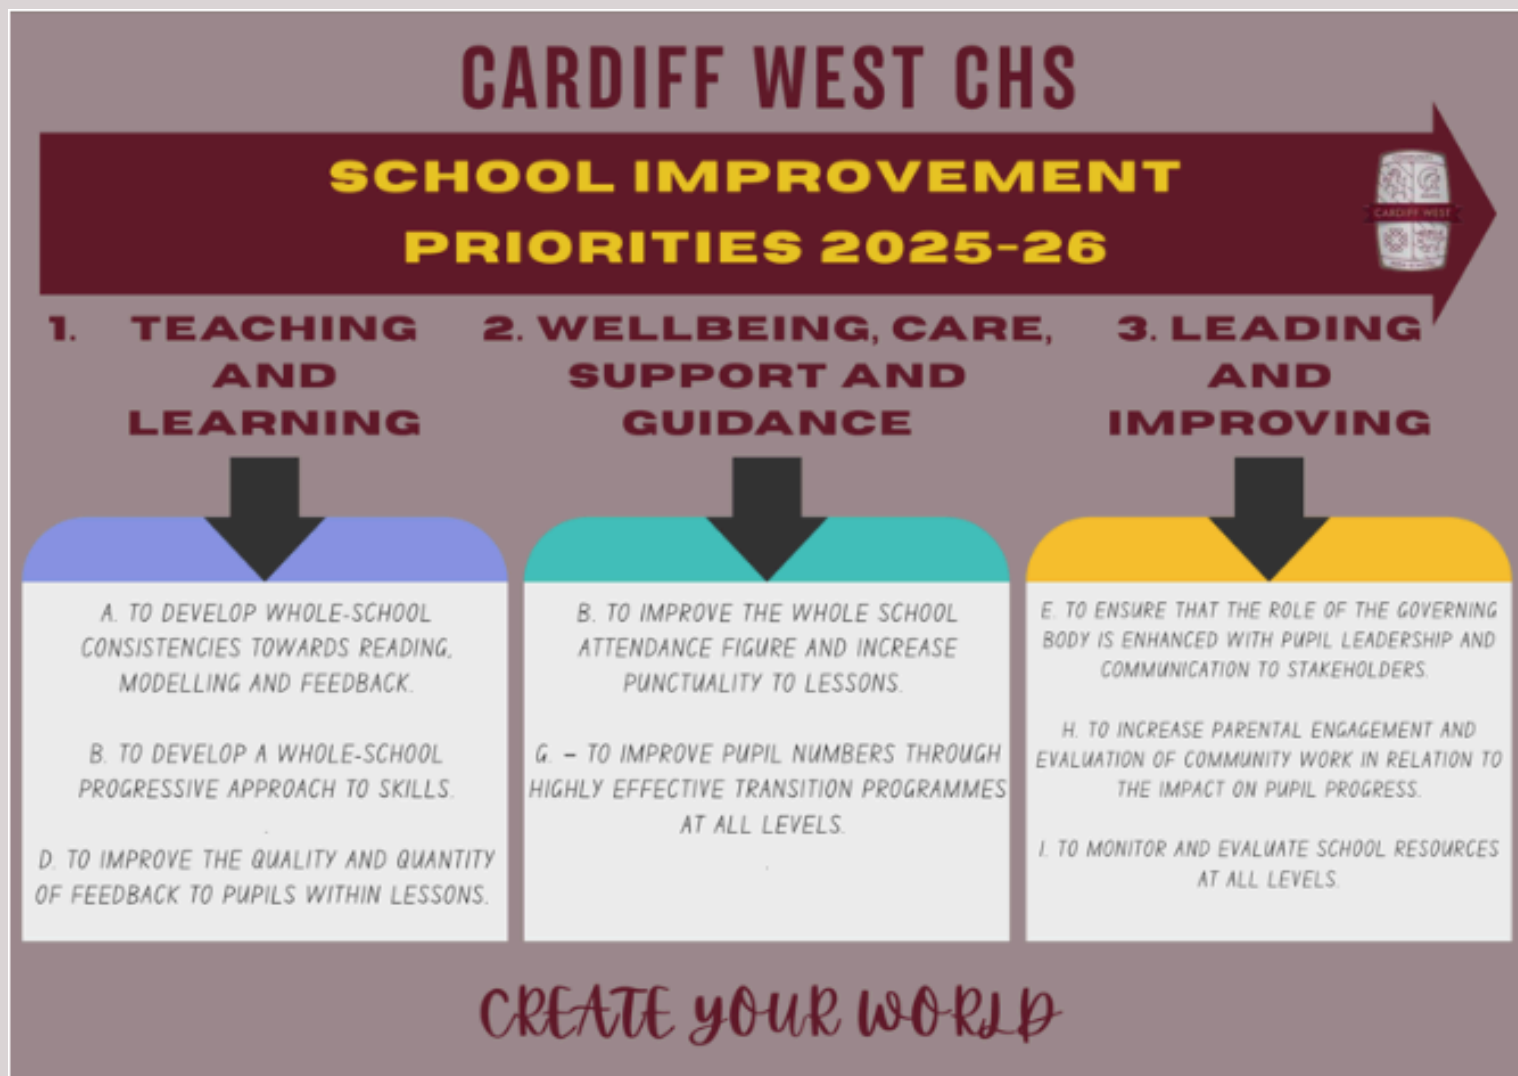 CARDIFF WEST CHS
SCHOOL IMPROVEMENT
PRIORITIES 2025-26
CARDIFF WEST
1. TEACHING
AND
LEARNING
2. WELLBEING, CARE,
SUPPORT AND
GUIDANCE
3. LEADING
AND
IMPROVING
A. TO DEVELOP WHOLE-SCHOOL
CONSISTENCIES TOWARDS READING,
MODELLING AND FEEDBACK.
B. TO DEVELOP A WHOLE-SCHOOL
PROGRESSIVE APPROACH TO SKILLS.
.
D. TO IMPROVE THE QUALITY AND QUANTITY
OF FEEDBACK TO PUPILS WITHIN LESSONS.
B. TO IMPROVE THE WHOLE SCHOOL
ATTENDANCE FIGURE AND INCREASE
PUNCTUALITY TO LESSONS.
G. – TO IMPROVE PUPIL NUMBERS THROUGH
HIGHLY EFFECTIVE TRANSITION PROGRAMMES
AT ALL LEVELS.
.
E. TO ENSURE THAT THE ROLE OF THE GOVERNING
BODY IS ENHANCED WITH PUPIL LEADERSHIP AND
COMMUNICATION TO STAKEHOLDERS.
H. TO INCREASE PARENTAL ENGAGEMENT AND
EVALUATION OF COMMUNITY WORK IN RELATION TO
THE IMPACT ON PUPIL PROGRESS.
I. TO MONITOR AND EVALUATE SCHOOL RESOURCES
AT ALL LEVELS.
CREATE YOUR WORLD